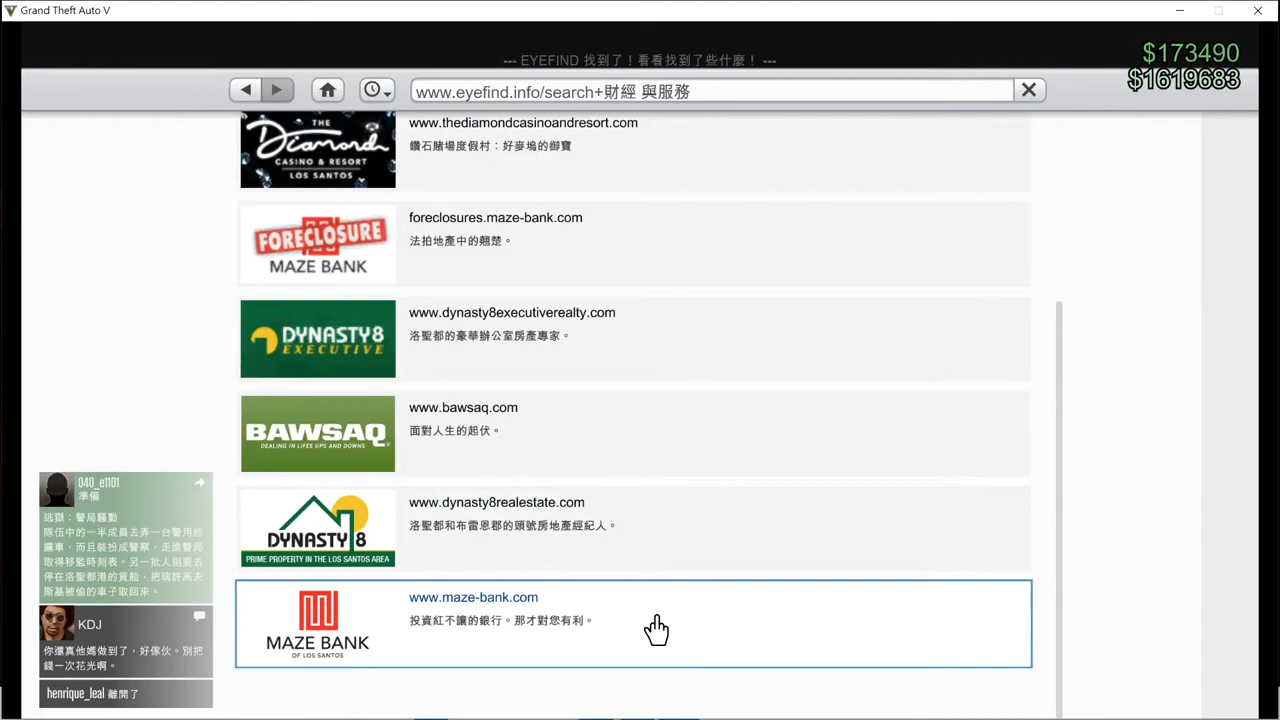 Grand Theft Auto V
--- EYEFIND 找到了！看看找到了些什麼！ ---
$173490
$1619683
www.eyefind.info/search+財經 與服務
THE
Diamond
CASINO & RESORT
LOS SANTOS
www.thediamondcasinoandresort.com
鑽石賭場度假村：好麥塢的御寶
FORECLOSURE
MAZE BANK
foreclosures.maze-bank.com
法拍地產中的翹楚。
DYNASTY8
EXECUTIVE
www.dynasty8executiverealty.com
洛聖都的豪華辦公室房產專家。
BAWSAQ
DEALING IN LIFES UPS AND DOWNS
www.bawsaq.com
面對人生的起伏。
DYNASTY 8
PRIME PROPERTY IN THE LOS SANTOS AREA
www.dynasty8realestate.com
洛聖都和布雷恩郡的頭號房地產經紀人。
MAZE BANK
OF LOS SANTOS
www.maze-bank.com
投資紅不讓的銀行。那才對您有利。
040_e1101
準備
逃獄：警局騷動
隊伍中的一半成員去弄一台警用巡
邏車，而且裝扮成警察，走進警局
取得移監時刻表。另一批人則要去
停在洛聖都港的貨船，把瑞許高夫
斯基被偷的車子取回來。
KDJ
你還真他媽做到了，好傢伙。別把
錢一次花光啊。
henrique_leal 離開了